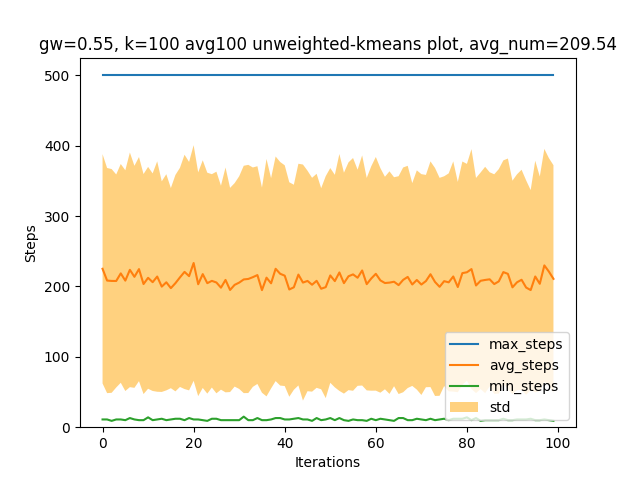 gw=0.55, k=100 avg100 unweighted-kmeans plot, avg_num=209.54
500
400
300
200
100
0
Steps
max_steps
avg_steps
min_steps
std
0 20 40 60 80 100
Iterations